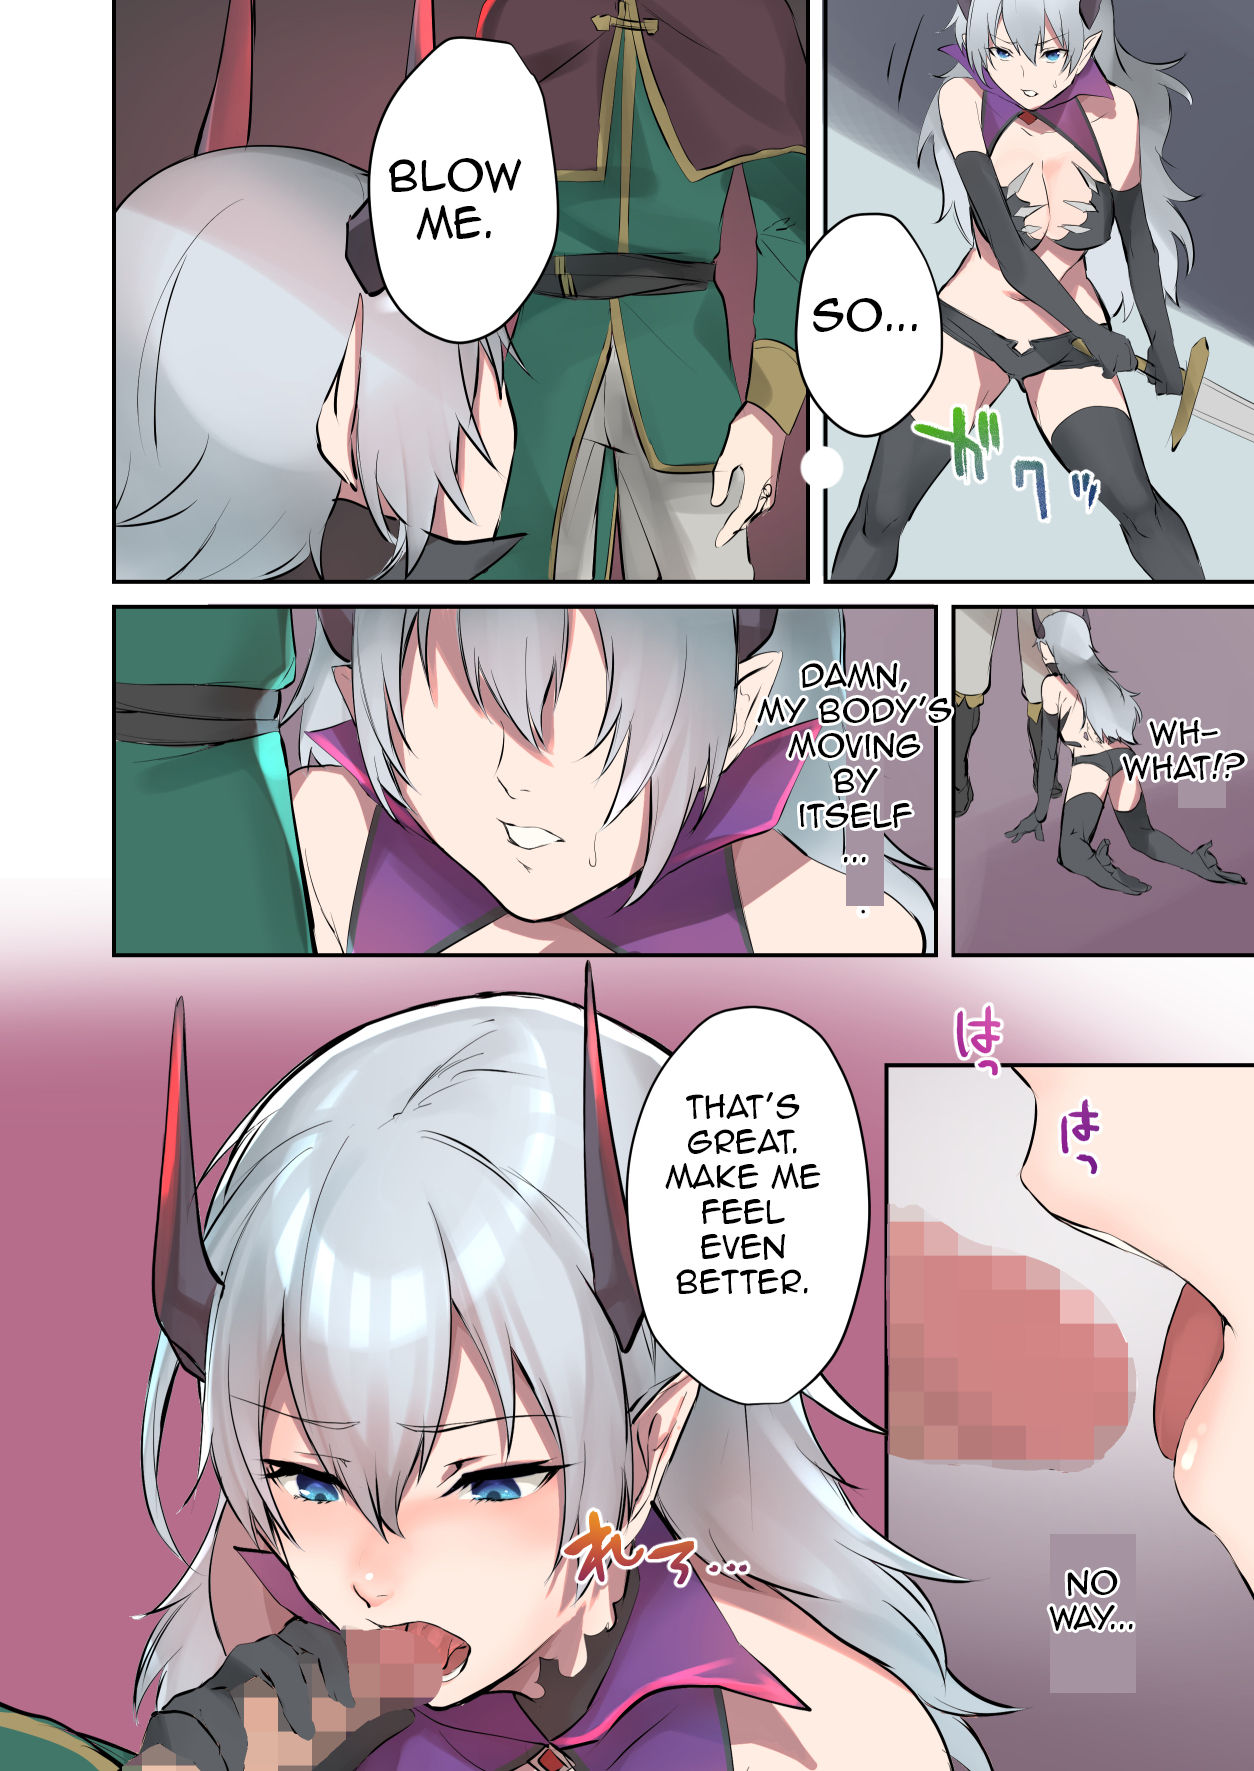 SO...
ガクッ
BLOW
ME.
WH-
WHAT!?
DAMN,
MY BODY'S
MOVING
BY
ITSELF
...
はっ
はっ
NO
WAY...
THAT'S
GREAT.
MAKE ME
FEEL
EVEN
BETTER.
れろ...